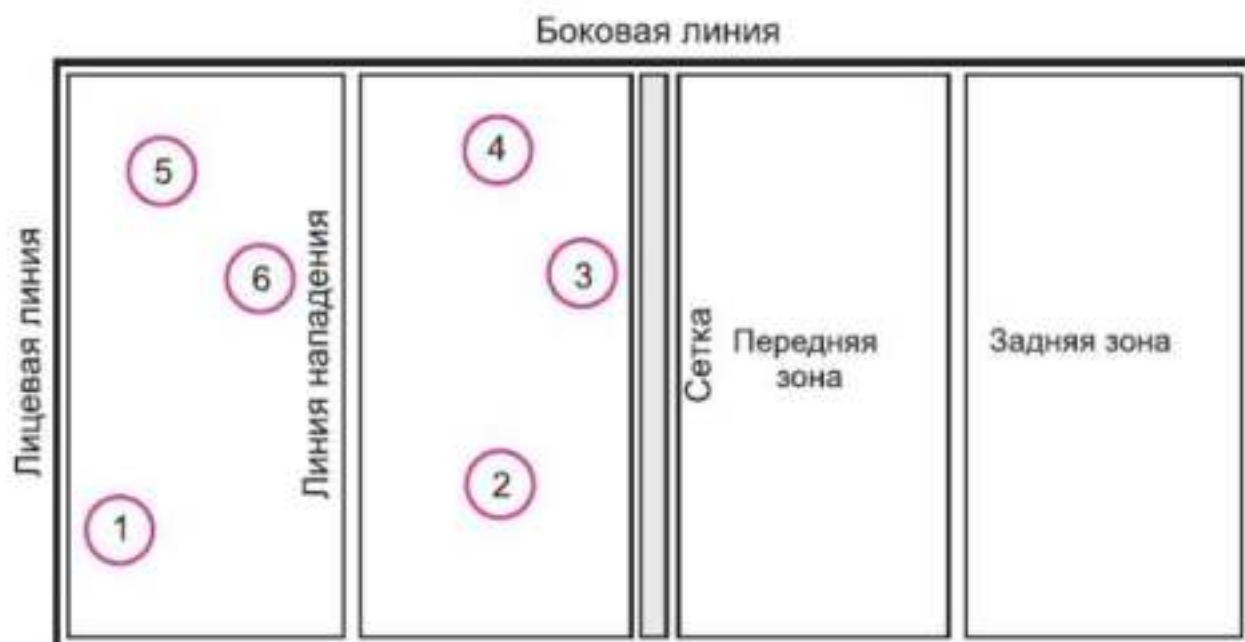 Боковая линия
Лицевая линия
5
6
1
Линия нападения
4
3
2
Сетка
Передняя
зона
Задняя зона